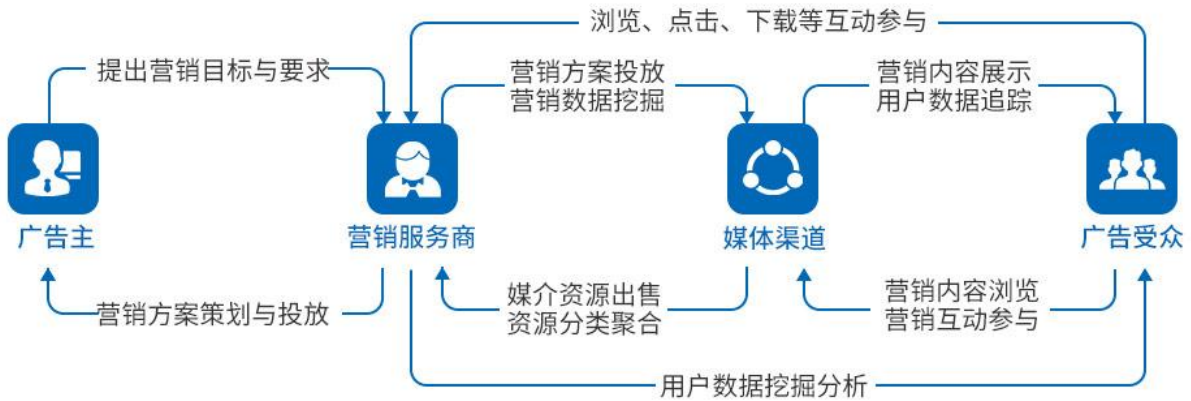 浏览、点击、下载等互动参与
提出营销目标与要求
营销方案投放
营销数据挖掘
营销内容展示
用户数据追踪
广告主
营销服务商
媒体渠道
广告受众
营销方案策划与投放
媒介资源出售
资源分类聚合
营销内容浏览
营销互动参与
用户数据挖掘分析